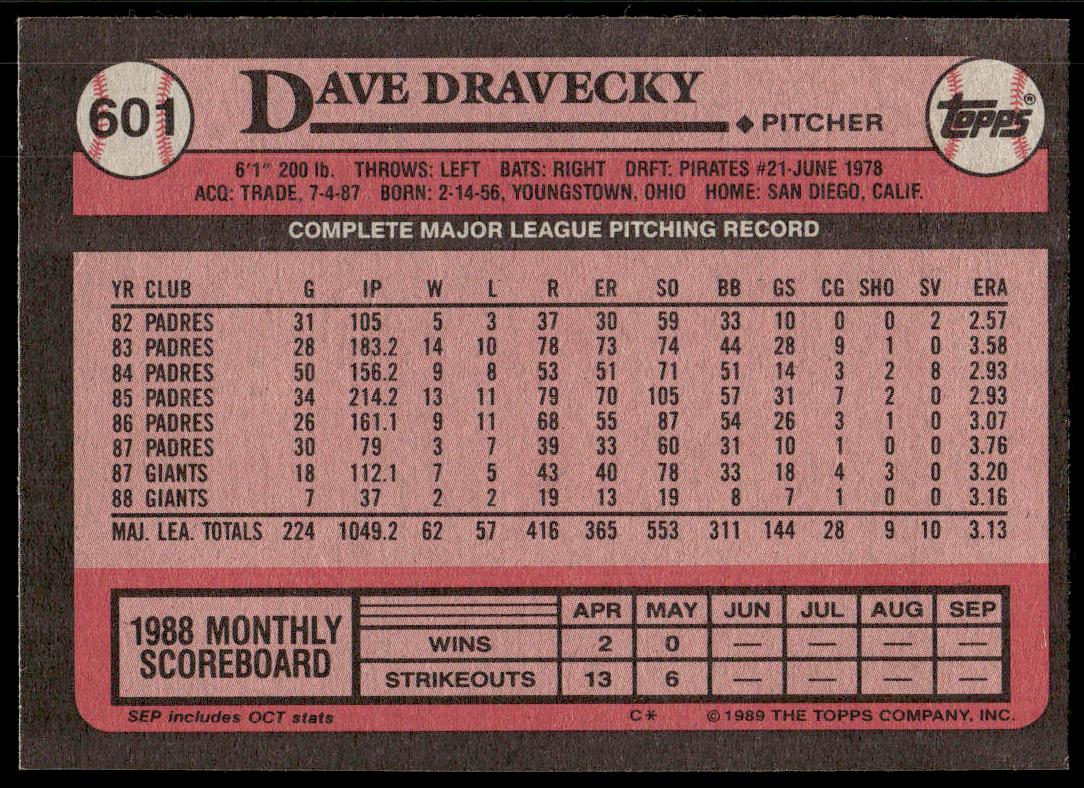 601
DAVE DRAVECKY
◆ PITCHER
topps®
6'1" 200 lb. THROWS: LEFT BATS: RIGHT DRFT: PIRATES #21-JUNE 1978
ACQ: TRADE, 7-4-87 BORN: 2-14-56, YOUNGSTOWN, OHIO HOME: SAN DIEGO, CALIF.
COMPLETE MAJOR LEAGUE PITCHING RECORD
YR CLUB G IP W L R ER SO BB GS CG SHO SV ERA
82 PADRES 31 105 5 3 37 30 59 33 10 0 0 2 2.57
83 PADRES 28 183.2 14 10 78 73 74 44 28 9 1 0 3.58
84 PADRES 50 156.2 9 8 53 51 71 51 14 3 2 8 2.93
85 PADRES 34 214.2 13 11 79 70 105 57 31 7 2 0 2.93
86 PADRES 26 161.1 9 11 68 55 87 54 26 3 1 0 3.07
87 PADRES 30 79 3 7 39 33 60 31 10 1 0 0 3.76
87 GIANTS 18 112.1 7 5 43 40 78 33 18 4 3 0 3.20
88 GIANTS 7 37 2 2 19 13 19 8 7 1 0 0 3.16
MAJ. LEA. TOTALS 224 1049.2 62 57 416 365 553 311 144 28 9 10 3.13
1988 MONTHLY
SCOREBOARD
APR MAY JUN JUL AUG SEP
WINS 2 0 — — — —
STRIKEOUTS 13 6 — — — —
SEP includes OCT stats C* © 1989 THE TOPPS COMPANY, INC.